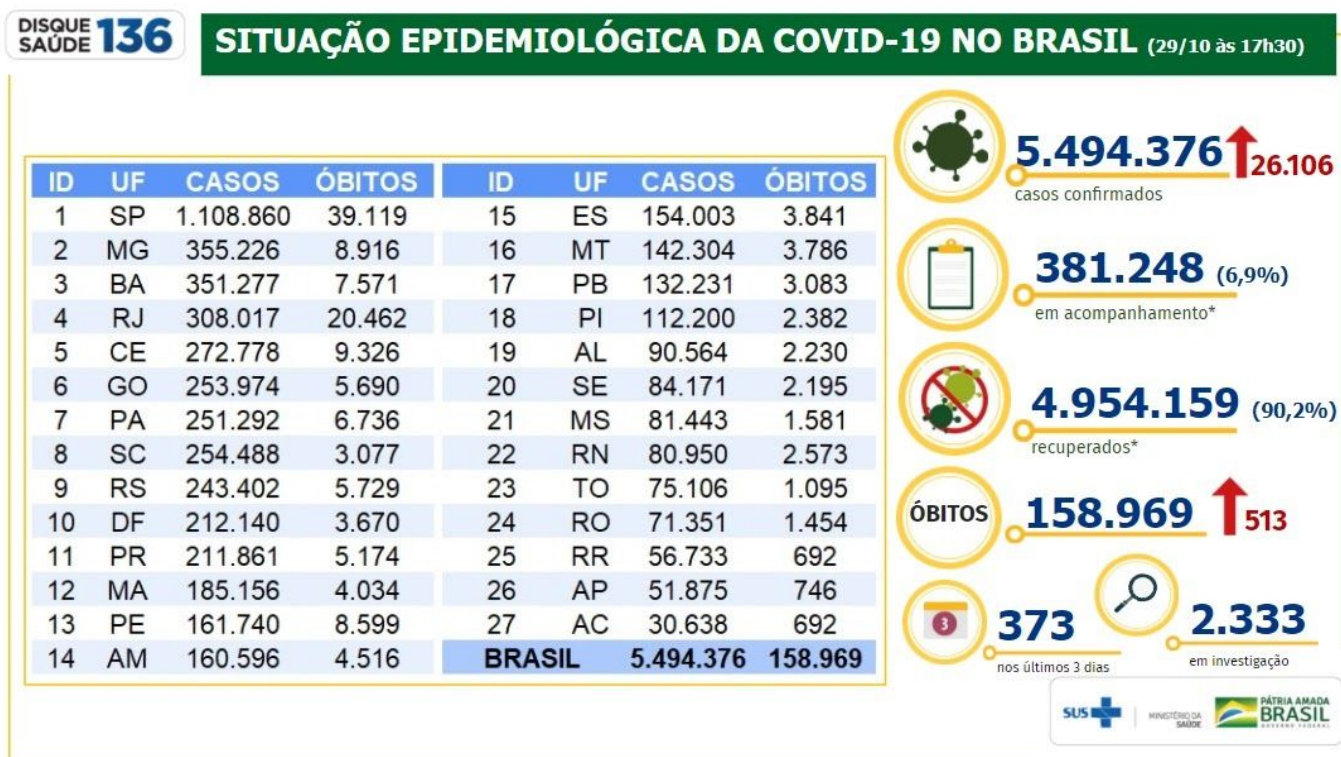 DISQUE
SAÚDE 136
SITUAÇÃO EPIDEMIOLÓGICA DA COVID-19 NO BRASIL (29/10 às 17h30)
ID UF CASOS ÓBITOS ID UF CASOS ÓBITOS
1 SP 1.108.860 39.119 15 ES 154.003 3.841
2 MG 355.226 8.916 16 MT 142.304 3.786
3 BA 351.277 7.571 17 PB 132.231 3.083
4 RJ 308.017 20.462 18 PI 112.200 2.382
5 CE 272.778 9.326 19 AL 90.564 2.230
6 GO 253.974 5.690 20 SE 84.171 2.195
7 PA 251.292 6.736 21 MS 81.443 1.581
8 SC 254.488 3.077 22 RN 80.950 2.573
9 RS 243.402 5.729 23 TO 75.106 1.095
10 DF 212.140 3.670 24 RO 71.351 1.454
11 PR 211.861 5.174 25 RR 56.733 692
12 MA 185.156 4.034 26 AP 51.875 746
13 PE 161.740 8.599 27 AC 30.638 692
14 AM 160.596 4.516 BRASIL 5.494.376 158.969
5.494.376 26.106
casos confirmados
381.248 (6,9%)
em acompanhamento*
4.954.159 (90,2%)
recuperados*
ÓBITOS 158.969 513
3 373
nos últimos 3 dias
2.333
em investigação
SUS
MINISTÉRIO DA
SAÚDE
PÁTRIA AMADA
BRASIL
GOVERNO FEDERAL